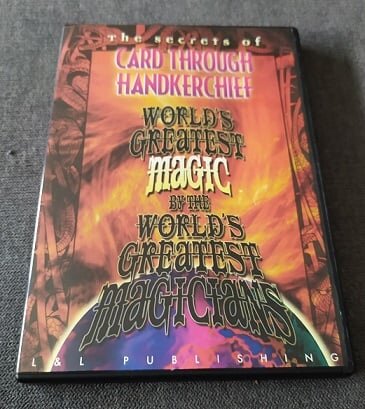 The secrets of
CARD THROUGH
HANDKERCHIEF
WORLD'S
GREATEST
MAGIC
BY THE
WORLD'S
GREATEST
MAGICIANS
L&L PUBLISHING